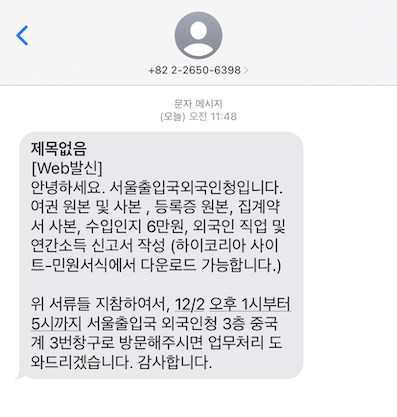 +82 2-2650-6398
문자 메시지
(오늘) 오전 11:48
제목없음
[Web발신]
안녕하세요. 서울출입국외국인청입니다.
여권 원본 및 사본 , 등록증 원본, 집계약
서 사본, 수입인지 6만원, 외국인 직업 및
연간소득 신고서 작성 (하이코리아 사이
트-민원서식에서 다운로드 가능합니다.)
위 서류들 지참하여서, 12/2 오후 1시부터
5시까지 서울출입국 외국인청 3층 중국
계 3번창구로 방문해주시면 업무처리 도
와드리겠습니다. 감사합니다.